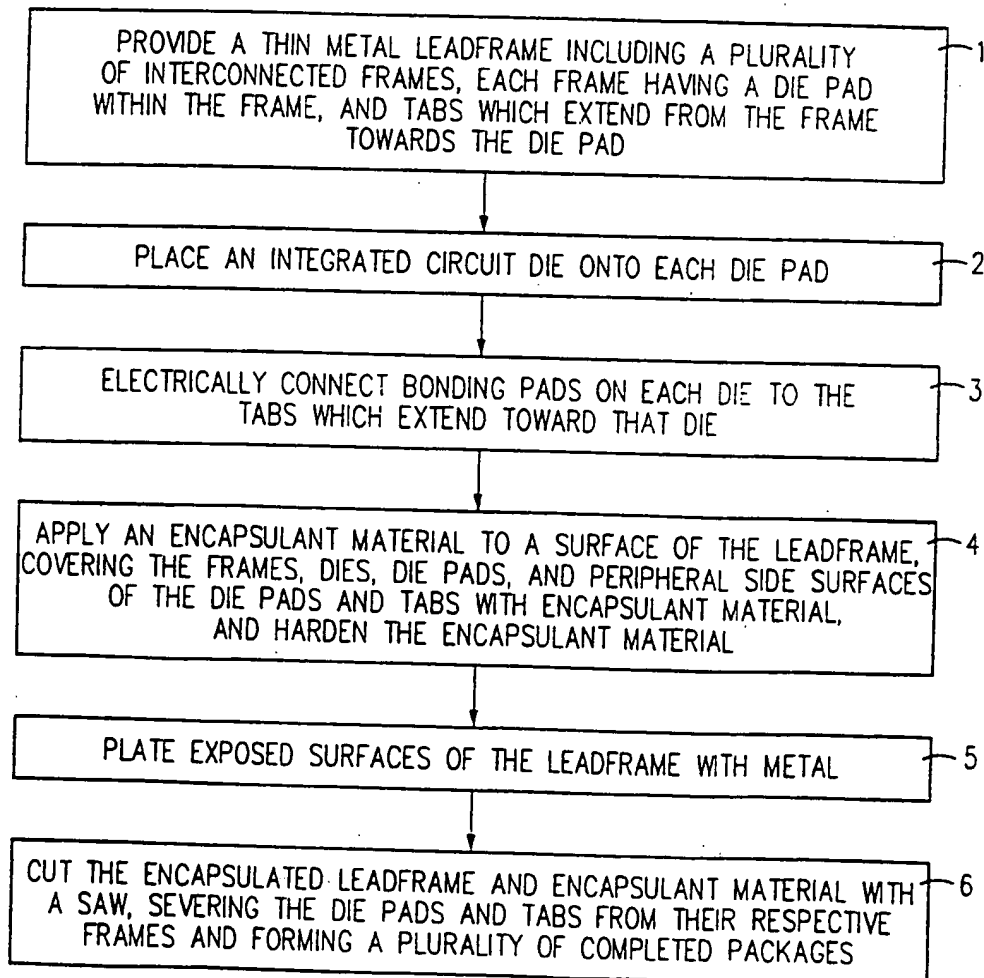 PROVIDE A THIN METAL LEADFRAME INCLUDING A PLURALITY
OF INTERCONNECTED FRAMES, EACH FRAME HAVING A DIE PAD
WITHIN THE FRAME, AND TABS WHICH EXTEND FROM THE FRAME
TOWARDS THE DIE PAD
1
PLACE AN INTEGRATED CIRCUIT DIE ONTO EACH DIE PAD
2
ELECTRICALLY CONNECT BONDING PADS ON EACH DIE TO THE
TABS WHICH EXTEND TOWARD THAT DIE
3
APPLY AN ENCAPSULANT MATERIAL TO A SURFACE OF THE LEADFRAME,
COVERING THE FRAMES, DIES, DIE PADS, AND PERIPHERAL SIDE SURFACES
OF THE DIE PADS AND TABS WITH ENCAPSULANT MATERIAL,
AND HARDEN THE ENCAPSULANT MATERIAL
4
PLATE EXPOSED SURFACES OF THE LEADFRAME WITH METAL
5
CUT THE ENCAPSULATED LEADFRAME AND ENCAPSULANT MATERIAL WITH
A SAW, SEVERING THE DIE PADS AND TABS FROM THEIR RESPECTIVE
FRAMES AND FORMING A PLURALITY OF COMPLETED PACKAGES
6